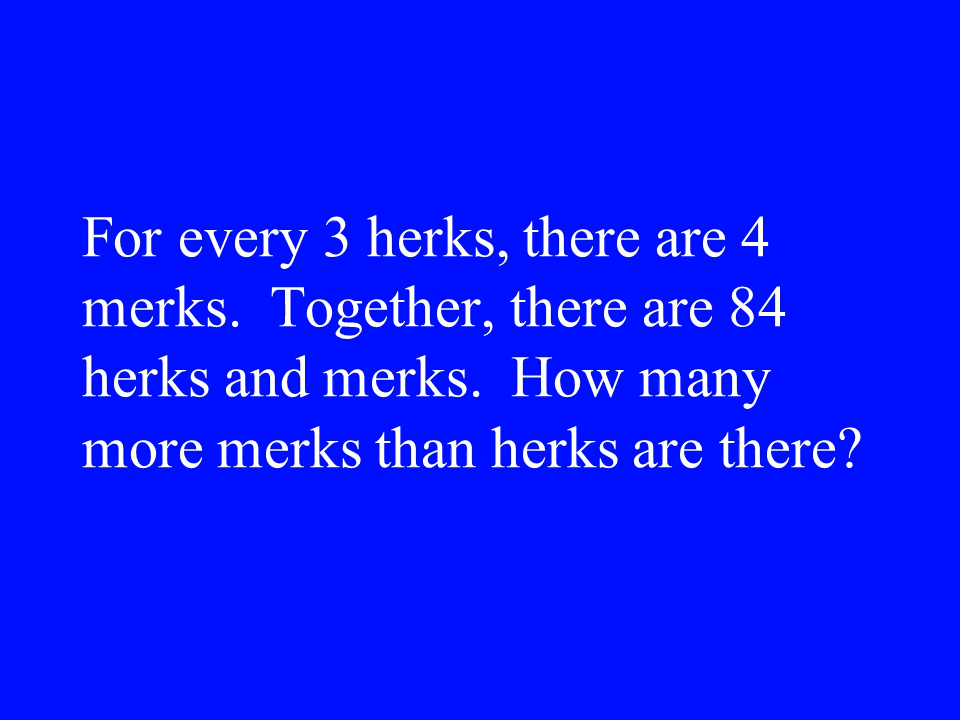 For every 3 herks, there are 4
merks.  Together, there are 84
herks and merks.  How many
more merks than herks are there?